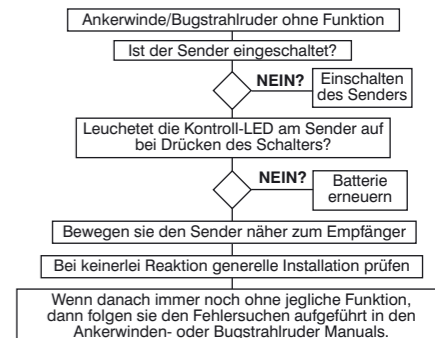 Ankerwinde/Bugstrahlruder ohne Funktion
Ist der Sender eingeschaltet?
NEIN?
Einschalten
des Senders
Leuchetet die Kontroll-LED am Sender auf
bei Drücken des Schalters?
NEIN?
Batterie
erneuern
Bewegen sie den Sender näher zum Empfänger
Bei keinerlei Reaktion generelle Installation prüfen
Wenn danach immer noch ohne jegliche Funktion,
dann folgen sie den Fehlersuchen aufgeführt in den
Ankerwinden- oder Bugstrahlruder Manuals.